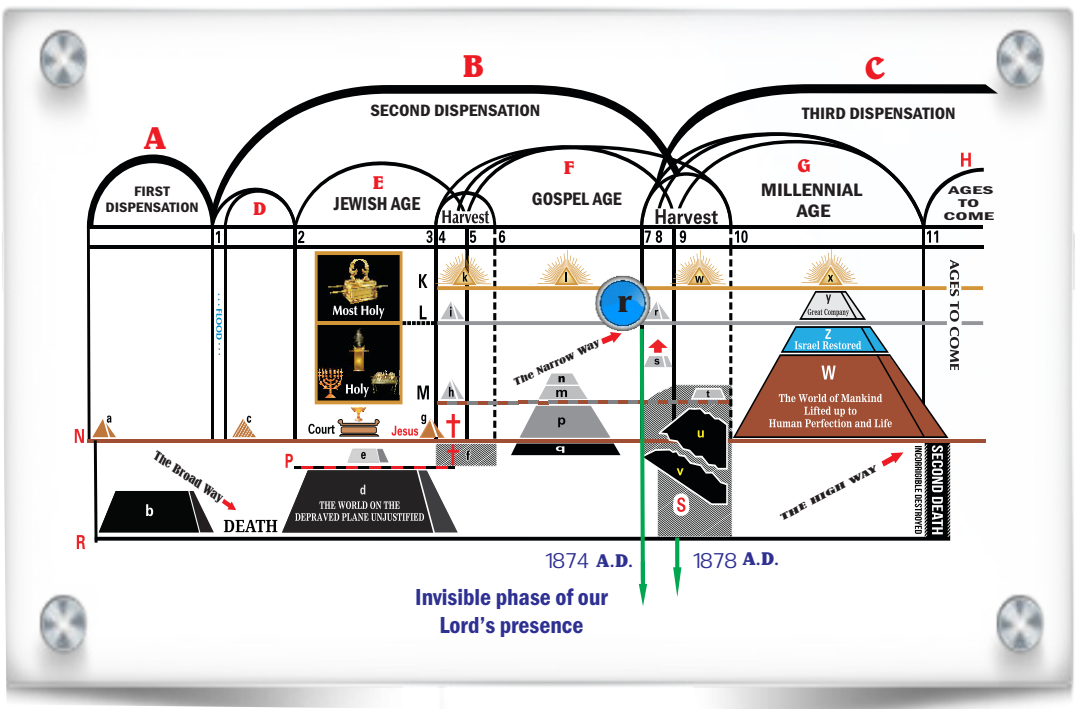 A
B
C
FIRST
DISPENSATION
SECOND DISPENSATION
THIRD DISPENSATION
D
E
JEWISH AGE
Harvest
F
GOSPEL AGE
Harvest
G
MILLENNIAL
AGE
H
AGES
TO
COME
1 2 3 4 5 6 7 8 9 10 11
K
L
M
N
P
R
FLOOD
Most Holy
Holy
Court
Jesus
g
a
c
k
l
w
x
i
r
r
h
s
t
The Narrow Way
n
m
p
q
y
Great Company
Z
Israel Restored
W
The World of Mankind
Lifted up to
Human Perfection and Life
AGES TO COME
e
f
u
v
S
The Broad Way
b
DEATH
d
THE WORLD ON THE
DEPRAVED PLANE UNJUSTIFIED
THE HIGH WAY
INCORRIGIBLE DESTROYED
SECOND DEATH
1874 A.D.
1878 A.D.
Invisible phase of our
Lord's presence